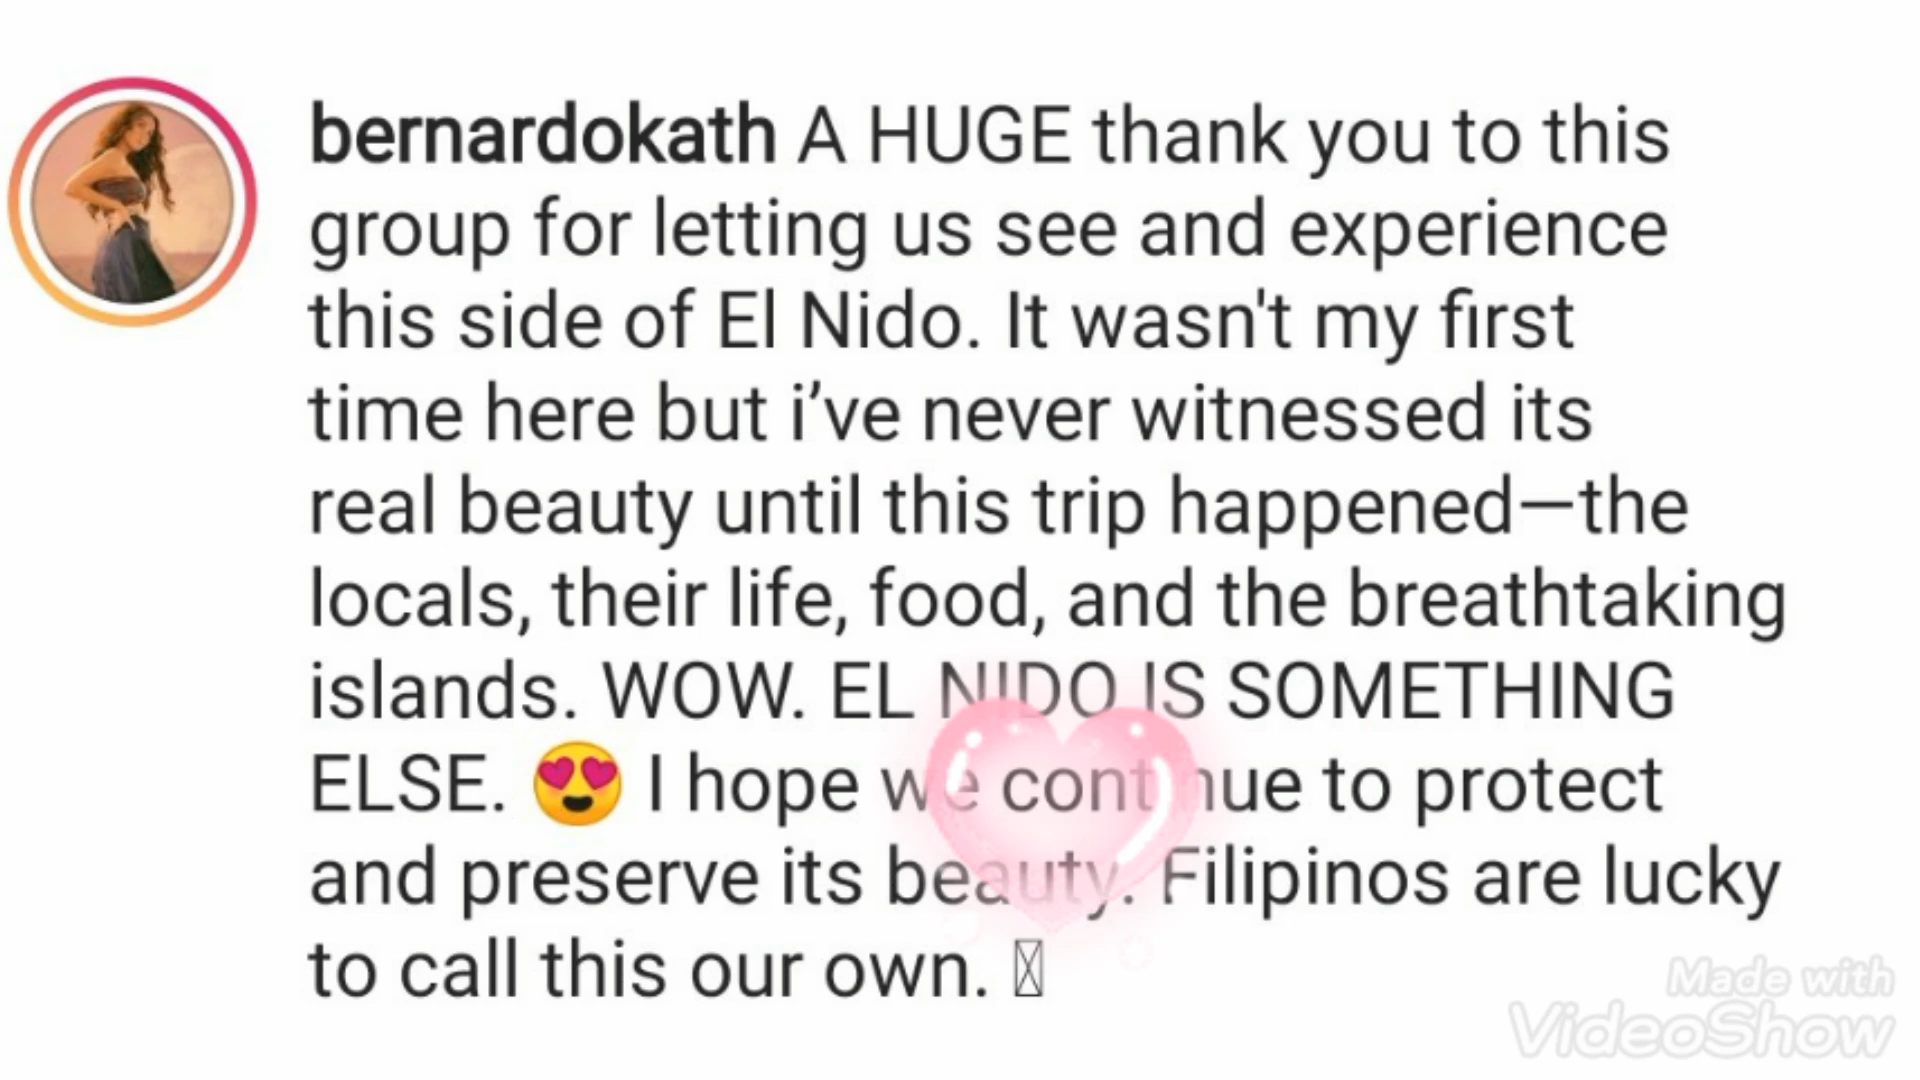 bernardokath A HUGE thank you to this
group for letting us see and experience
this side of El Nido. It wasn't my first
time here but i’ve never witnessed its
real beauty until this trip happened—the
locals, their life, food, and the breathtaking
islands. WOW. EL NIDO IS SOMETHING
ELSE. 😍 I hope we continue to protect
and preserve its beauty. Filipinos are lucky
to call this our own.
Made with
VideoShow